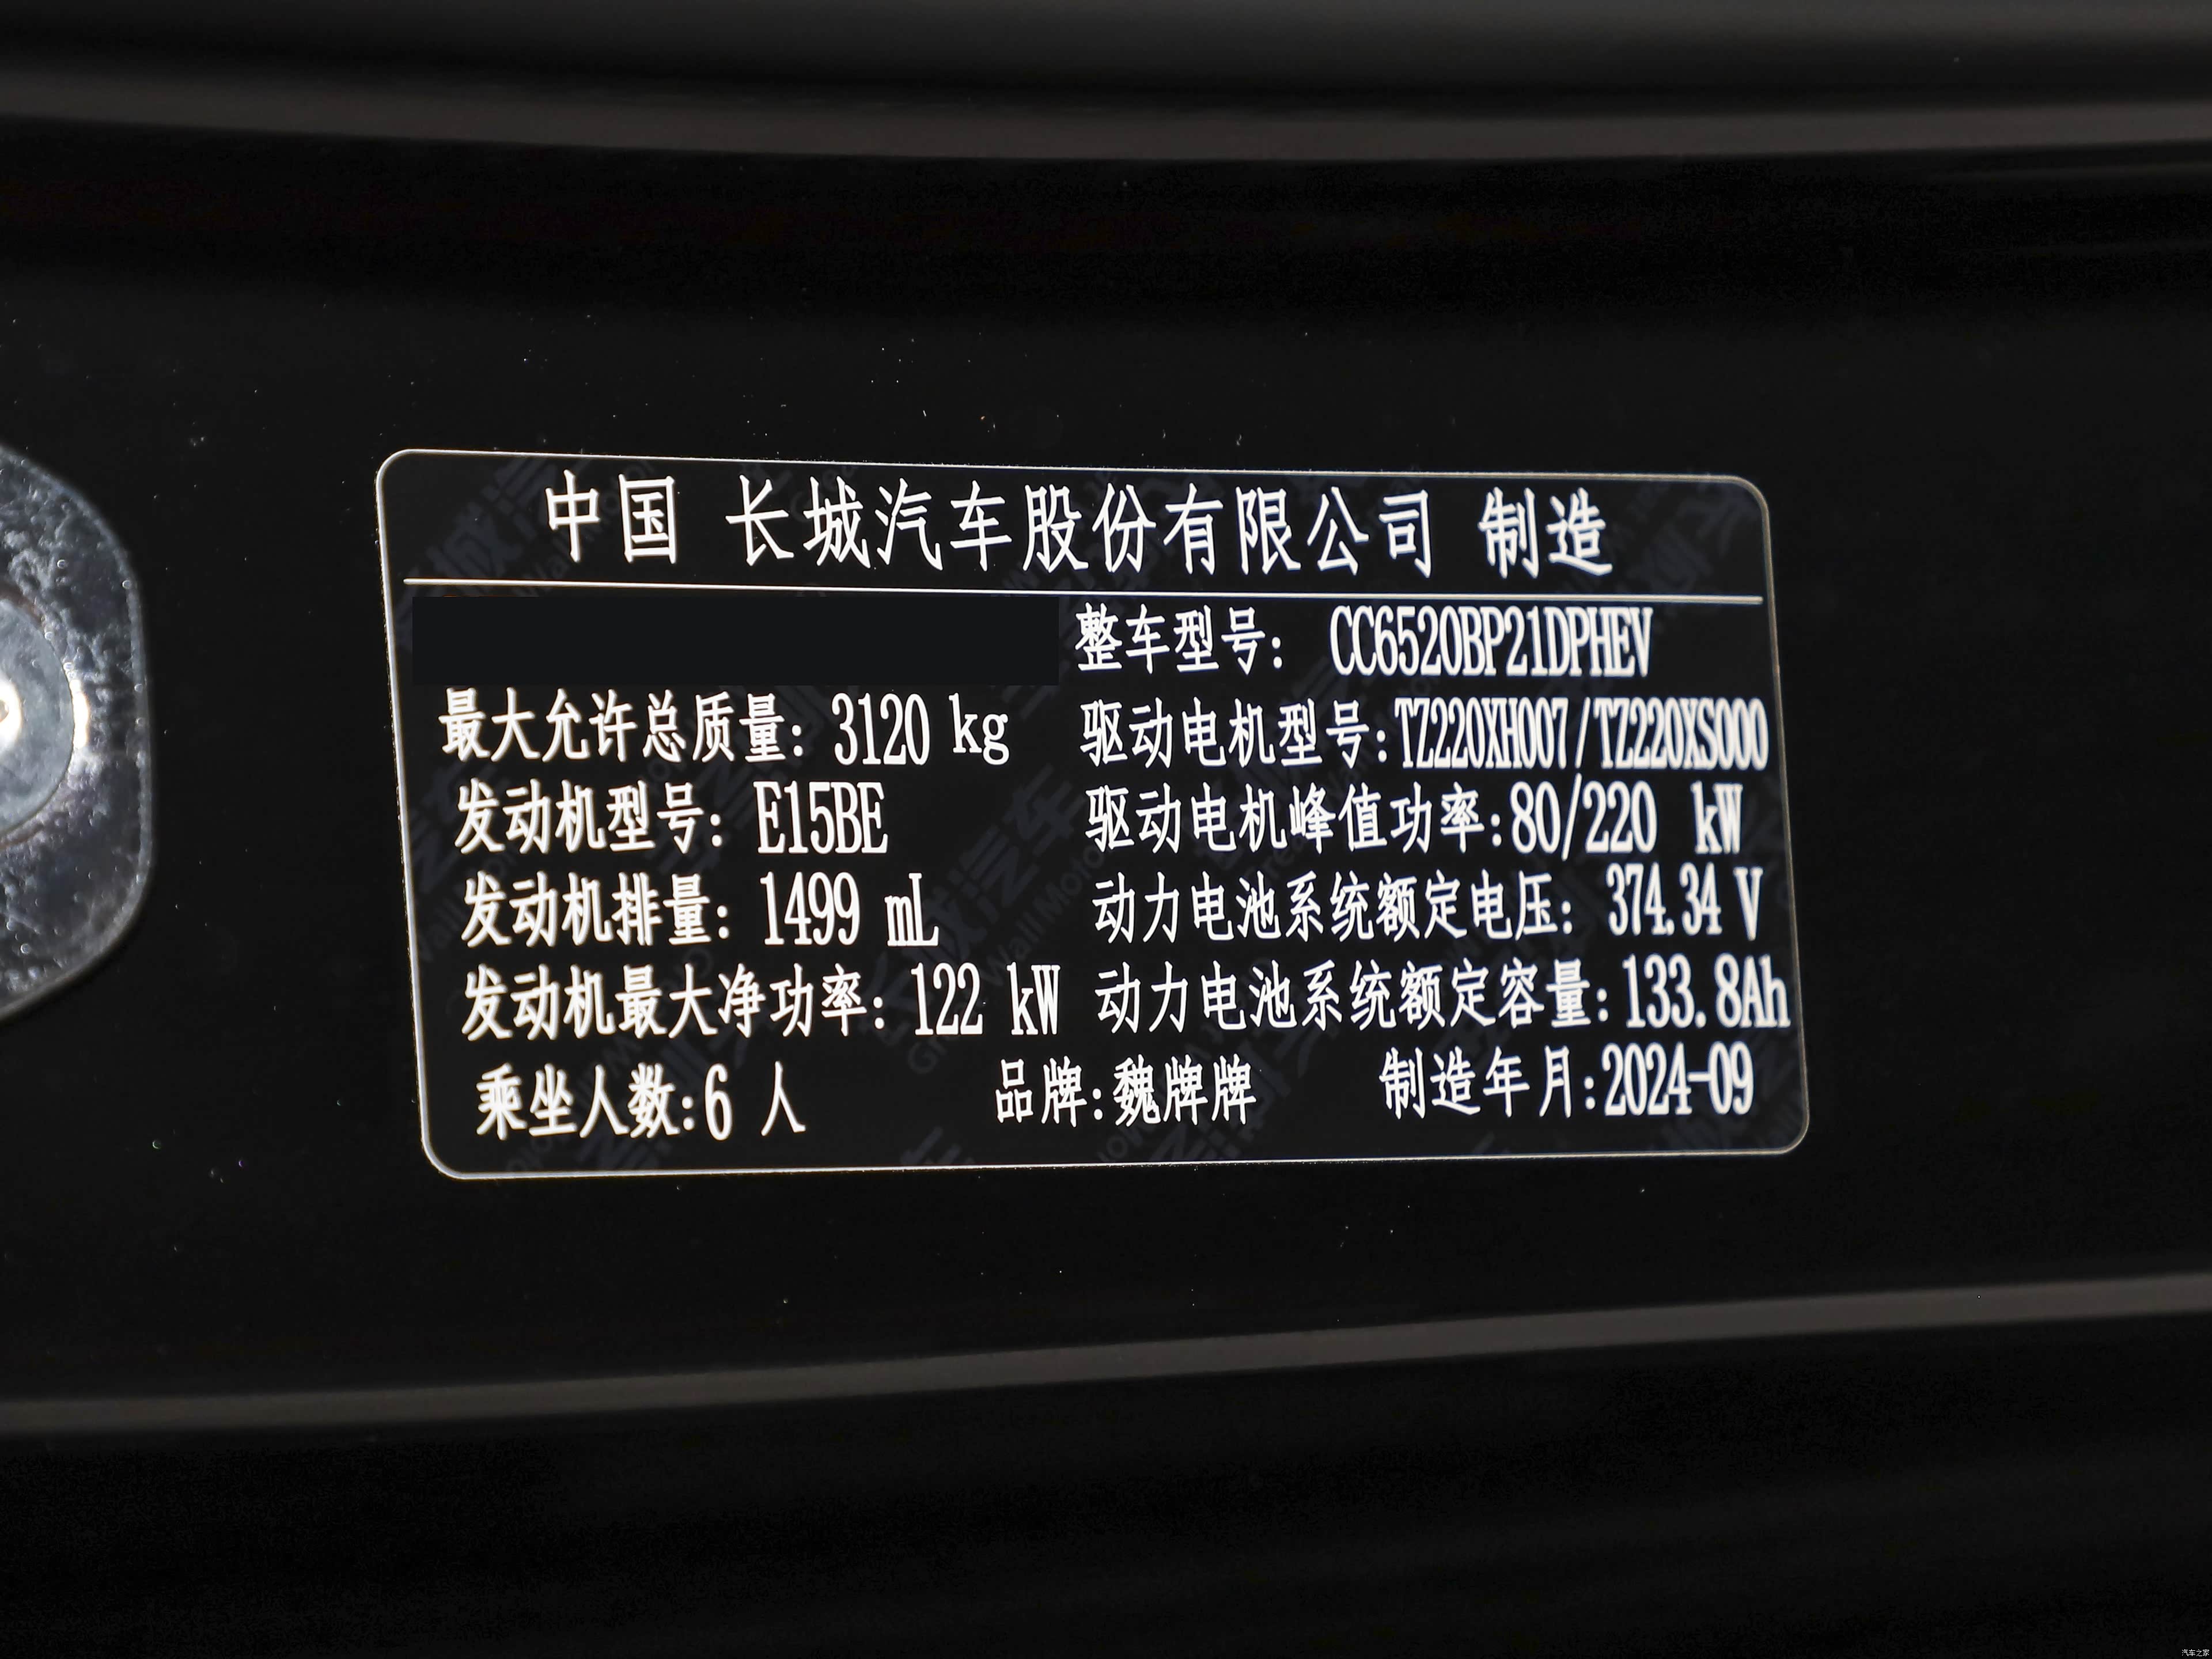 中国 长城汽车股份有限公司 制造
整车型号: CC6520BP21DPHEV
最大允许总质量: 3120 kg 驱动电机型号:TZ220XH007/TZ220XS000
发动机型号: E15BE 驱动电机峰值功率:80/220 kW
发动机排量: 1499 mL 动力电池系统额定电压: 374.34 V
发动机最大净功率: 122 kW 动力电池系统额定容量:133.8Ah
乘坐人数:6 人 品牌:魏牌牌 制造年月:2024-09
汽车之家